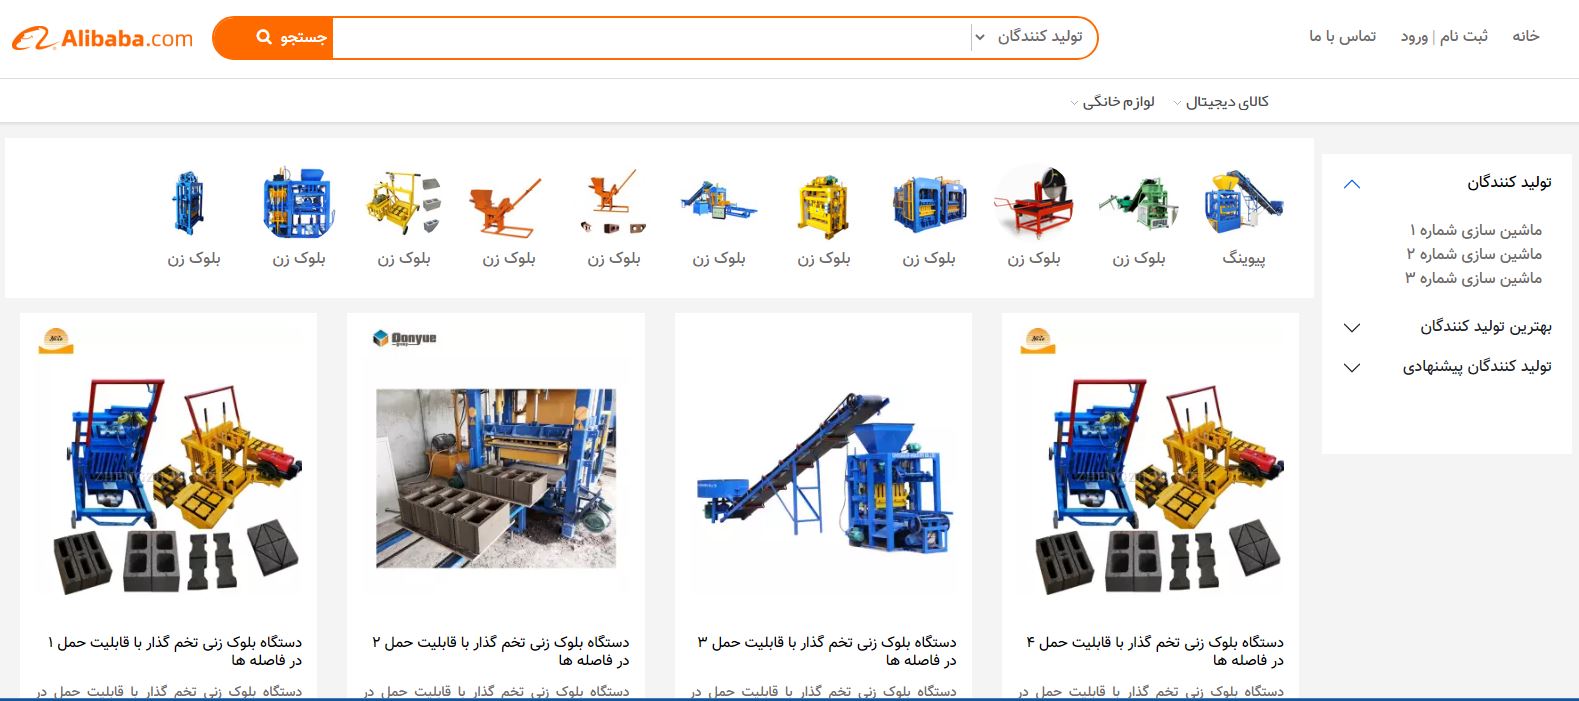 خانه
ثبت نام | ورود
تماس با ما
تولید کنندگان
جستجو
Alibaba.com
کالای دیجیتال
لوازم خانگی
تولید کنندگان
ماشین سازی شماره ۱
ماشین سازی شماره ۲
ماشین سازی شماره ۳
بهترین تولید کنندگان
تولید کنندگان پیشنهادی
پیوینگ
بلوک زن
بلوک زن
بلوک زن
بلوک زن
بلوک زن
بلوک زن
بلوک زن
بلوک زن
بلوک زن
بلوک زن
دستگاه بلوک زنی تخم گذار با قابلیت حمل ۴
در فاصله ها
دستگاه بلوک زنی تخم گذار با قابلیت حمل در
دستگاه بلوک زنی تخم گذار با قابلیت حمل ۳
در فاصله ها
دستگاه بلوک زنی تخم گذار با قابلیت حمل در
Donyue
دستگاه بلوک زنی تخم گذار با قابلیت حمل ۲
در فاصله ها
دستگاه بلوک زنی تخم گذار با قابلیت حمل در
دستگاه بلوک زنی تخم گذار با قابلیت حمل ۱
در فاصله ها
دستگاه بلوک زنی تخم گذار با قابلیت حمل در